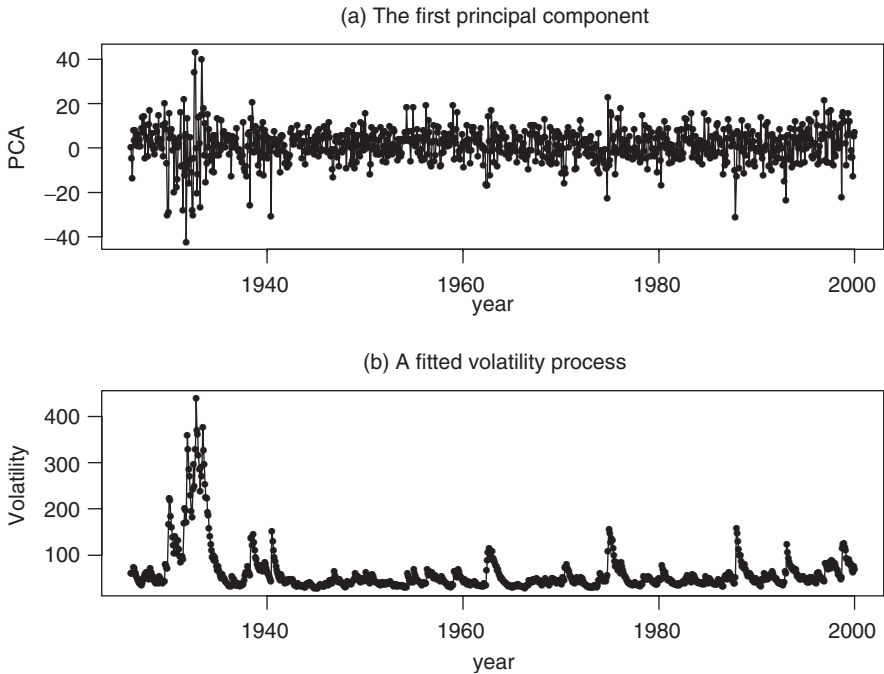 (a) The first principal component
PCA
40
20
0
−20
−40
1940 1960 1980 2000
year
(b) A fitted volatility process
Volatility
400
300
200
100
1940 1960 1980 2000
year